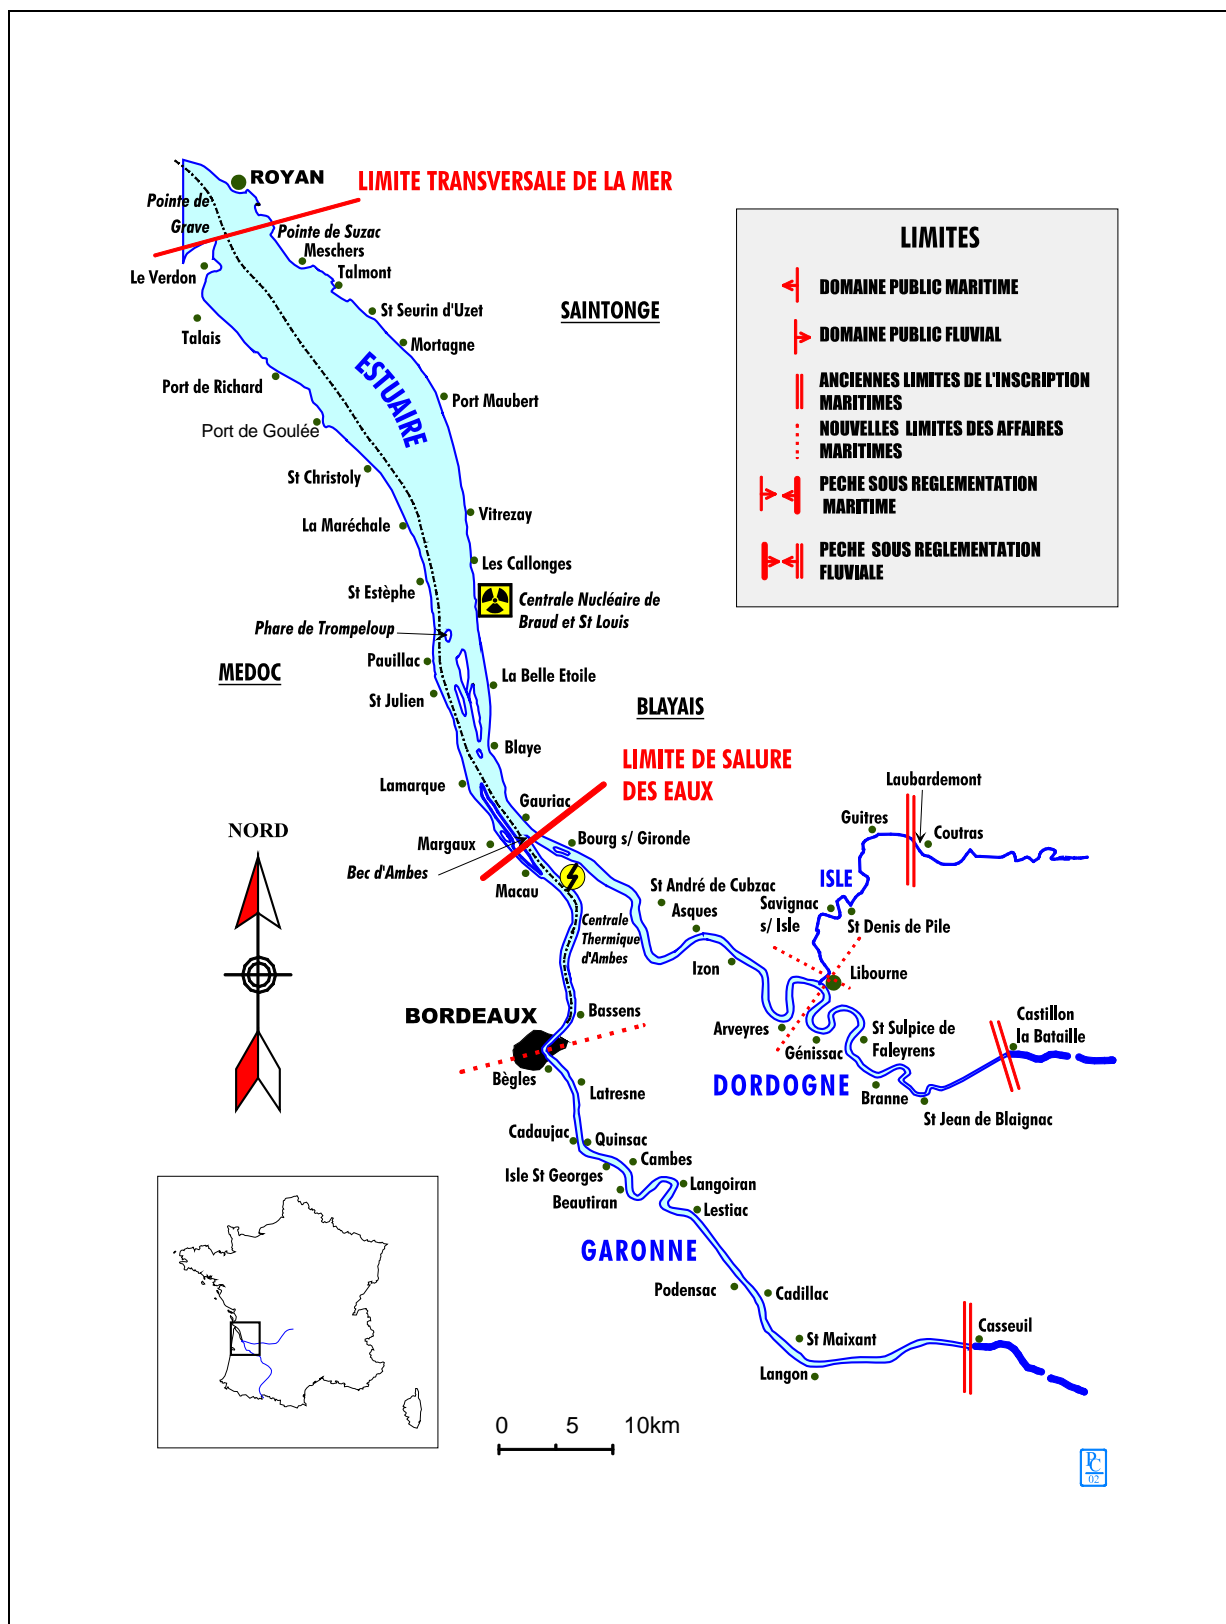 ROYAN
LIMITE TRANSVERSALE DE LA MER
Pointe de
Grave
Pointe de Suzac
Meschers
Le Verdon
Talmont
St Seurin d'Uzet
SAINTONGE
Talais
Mortagne
ESTUAIRE
Port de Richard
Port Maubert
Port de Goulée
St Christoly
La Maréchale
Vitrezay
Les Callonges
St Estèphe
Centrale Nucléaire de
Braud et St Louis
Phare de Trompeloup
Pauillac
MEDOC
La Belle Etoile
St Julien
BLAYAIS
Blaye
LIMITE DE SALURE
DES EAUX
Lamarque
Gauriac
Margaux
Bourg s/ Gironde
Bec d'Ambes
Macau
LIMITES
DOMAINE PUBLIC MARITIME
DOMAINE PUBLIC FLUVIAL
ANCIENNES LIMITES DE L'INSCRIPTION
MARITIMES
NOUVELLES LIMITES DES AFFAIRES
MARITIMES
PECHE SOUS REGLEMENTATION
MARITIME
PECHE SOUS REGLEMENTATION
FLUVIALE
Laubardemont
Guitres
Coutras
ISLE
St André de Cubzac
Savignac
s/ Isle
St Denis de Pile
Asques
Centrale
Thermique
d'Ambes
Izon
Libourne
NORD
BORDEAUX
Bassens
Arveyres
Génissac
St Sulpice de
Faleyrens
Castillon
la Bataille
Bègles
Latresne
DORDOGNE
Branne
St Jean de Blaignac
Cadaujac
Quinsac
Cambes
Isle St Georges
Beautiran
Langoiran
Lestiac
GARONNE
Podensac
Cadillac
St Maixant
Casseuil
Langon
0 5 10km
PC
02